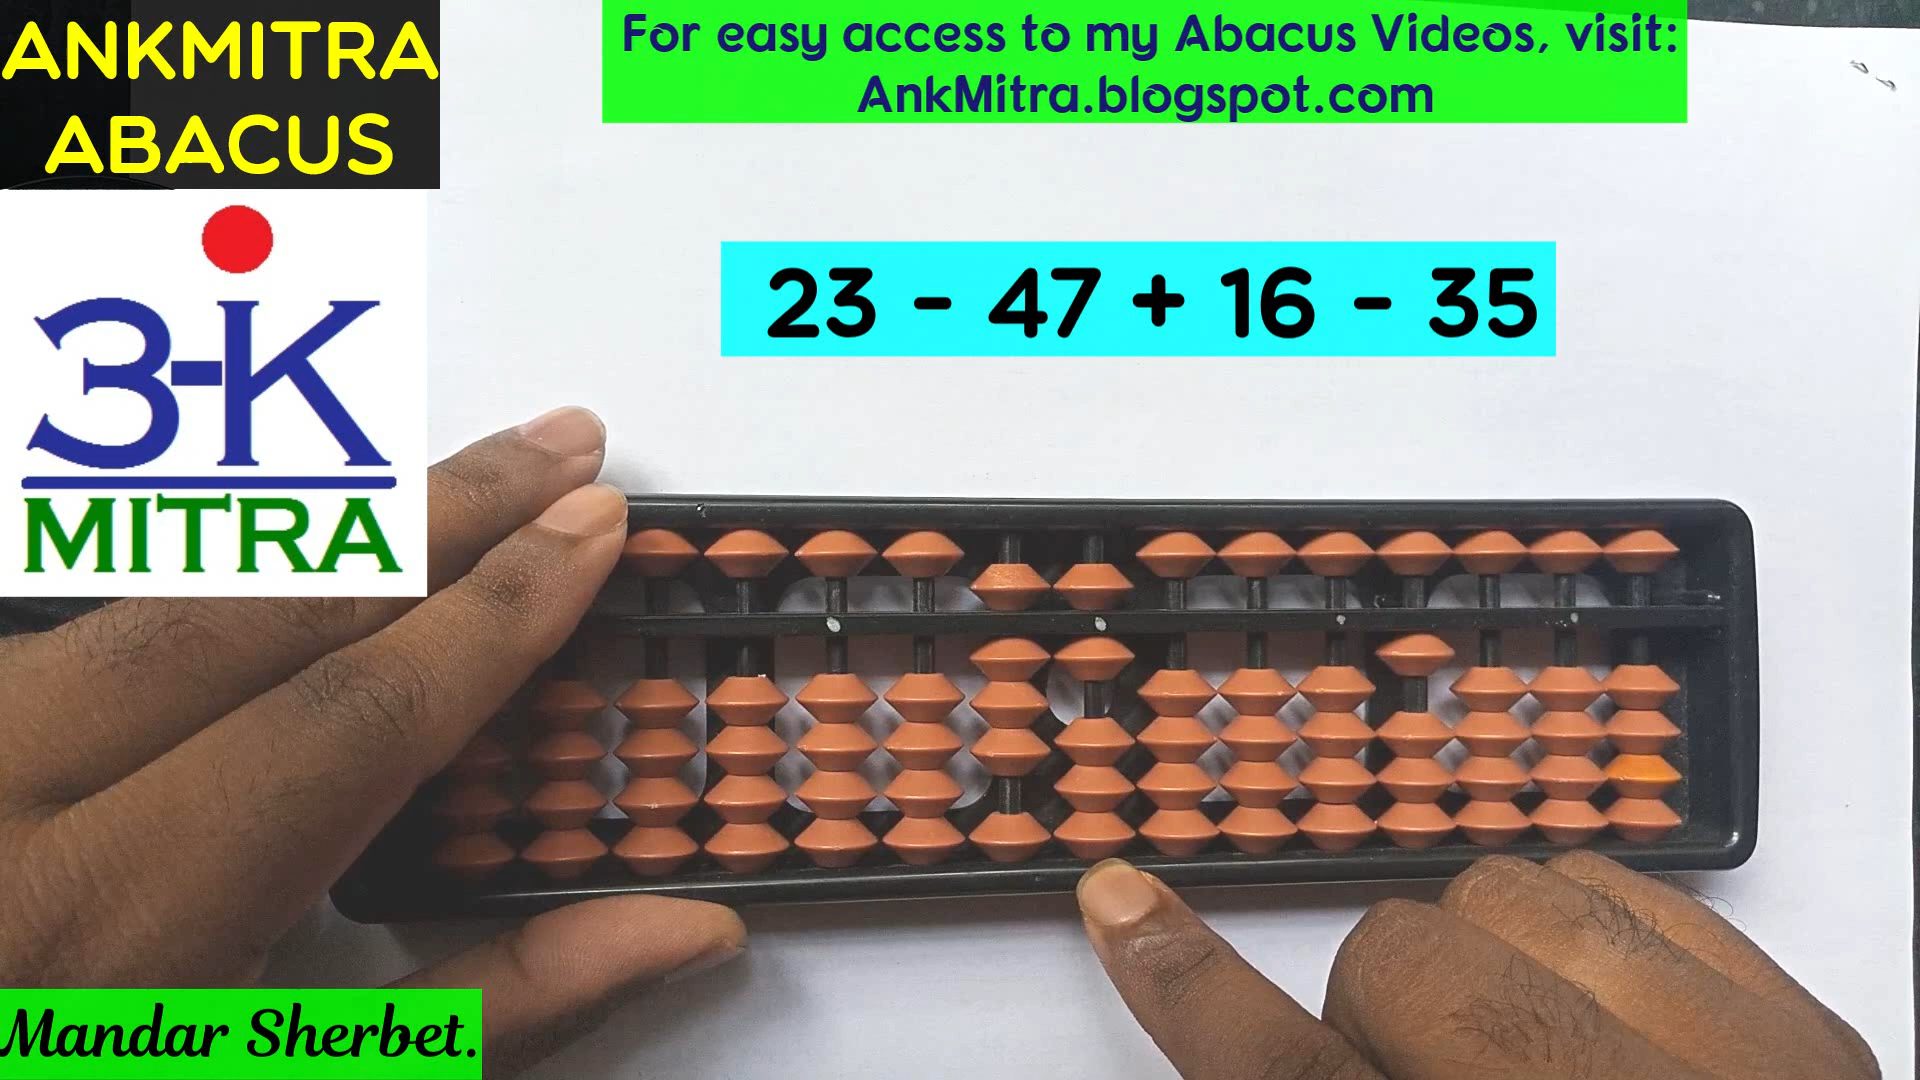 ANKMITRA
ABACUS
For easy access to my Abacus Videos, visit:
AnkMitra.blogspot.com
3-K
MITRA
23 - 47 + 16 - 35
Mandar Sherbet.